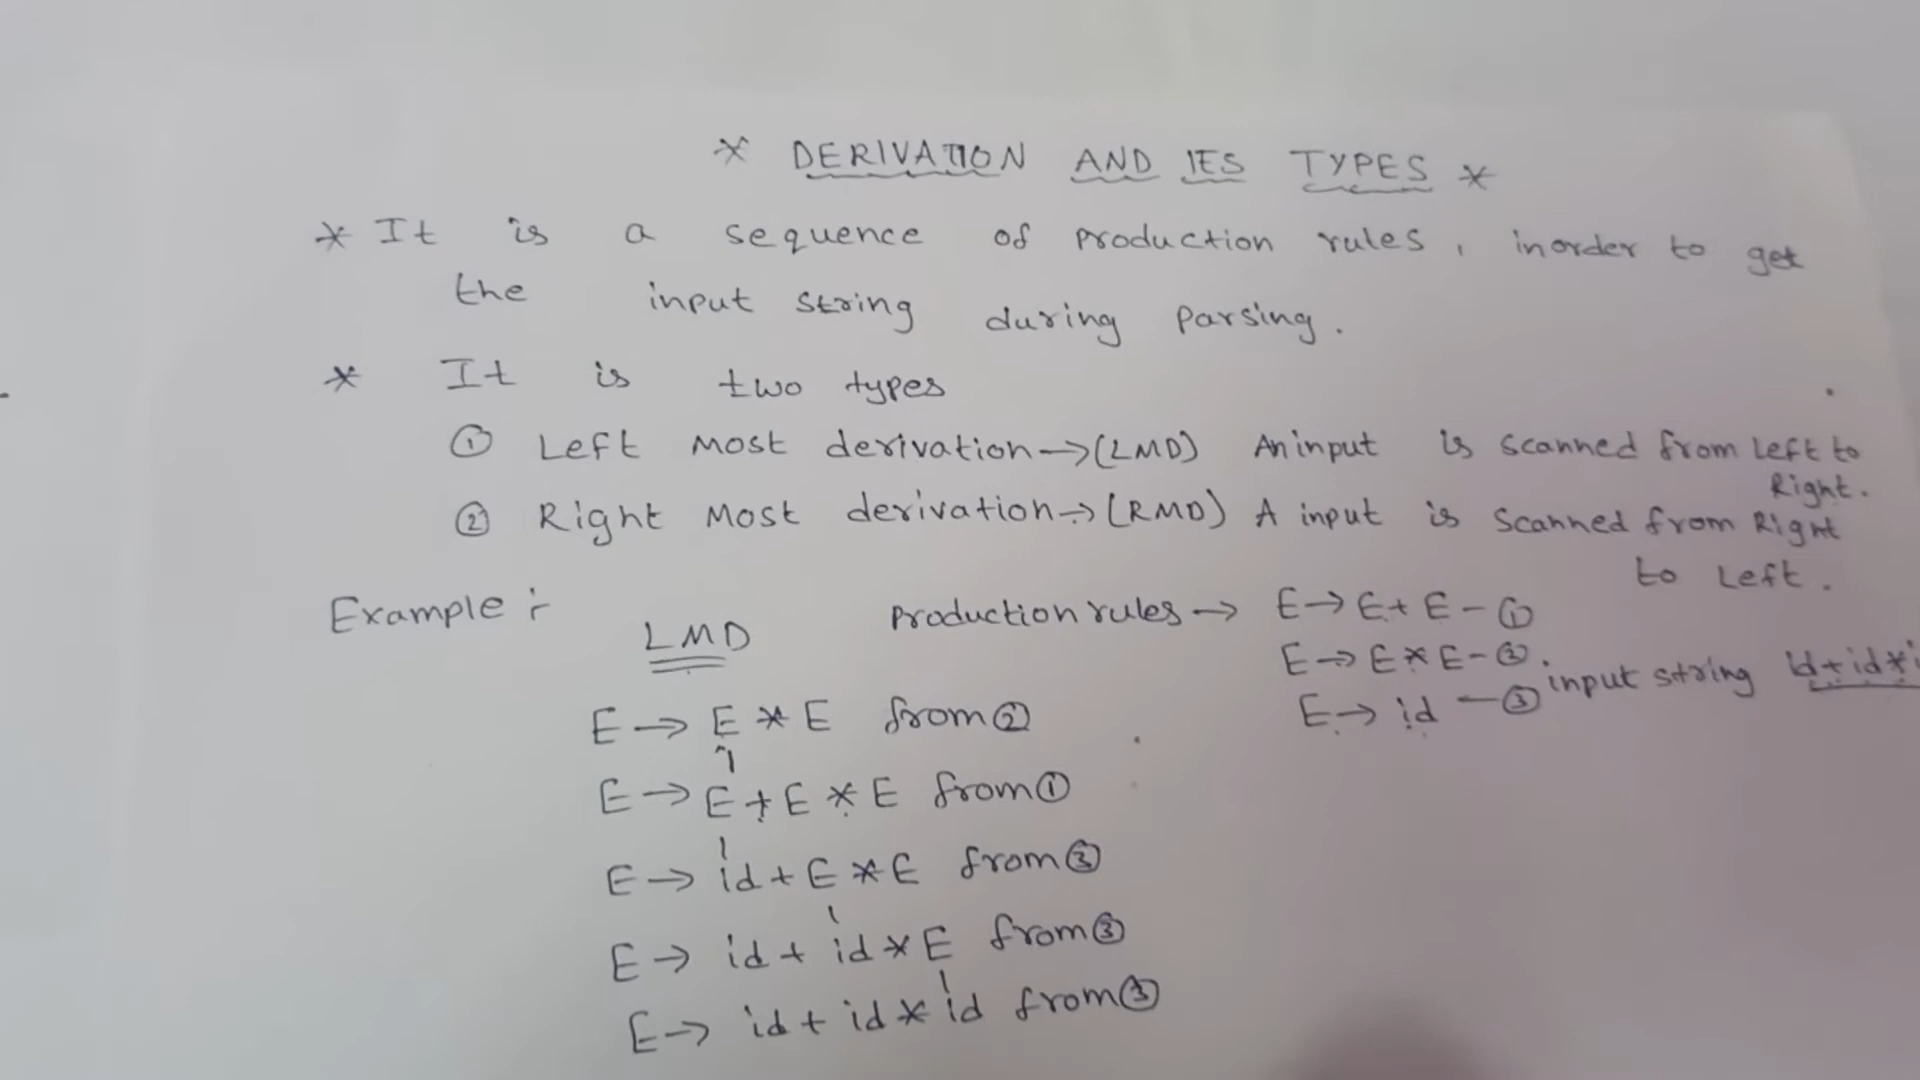 * DERIVATION AND ITS TYPES *
* It is a sequence of production rules, inorder to get
the input string during parsing.
* It is two types
① Left Most derivation→(LMD) An input is scanned from Left to
Right.
② Right Most derivation→(RMD) A input is scanned from Right
to Left.
Example :-
LMD
Production rules → E→E+E-①
E→E*E-②.
E→id-③
input string id+id*i
E→E*E from②
E→E+E*E from①
E→id+E*E from③
E→id+id*E from③
E→id+id*id from③